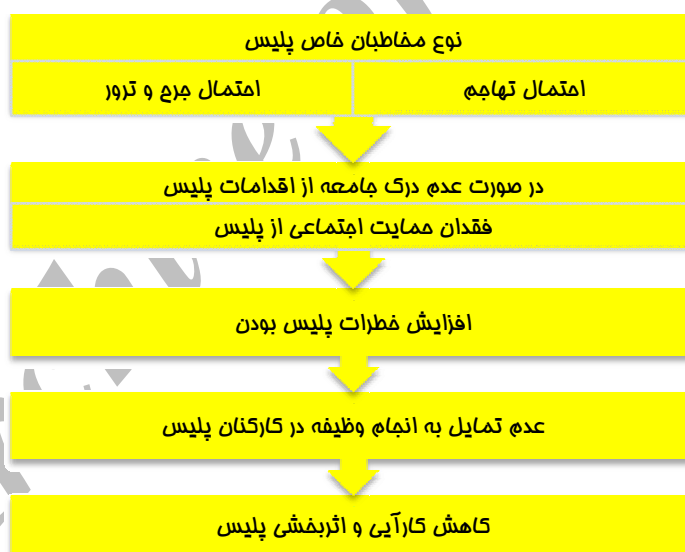 نوع مخاطبان خاص پلیس
احتمال تهاجم
احتمال جرح و ترور
در صورت عدم درک جامعه از اقدامات پلیس
فقدان حمایت اجتماعی از پلیس
افزایش خطرات پلیس بودن
عدم تمایل به انجام وظیفه در کارکنان پلیس
کاهش کارآیی و اثربخشی پلیس